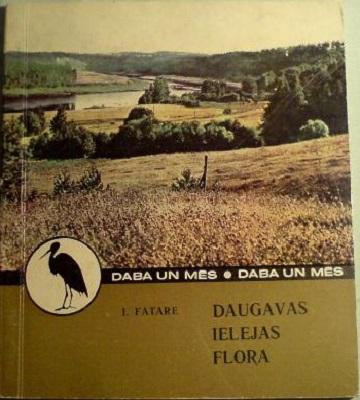 DABA UN MĒS • DABA UN MĒS
I. FATARE
DAUGAVAS
IELEJAS
FLORA